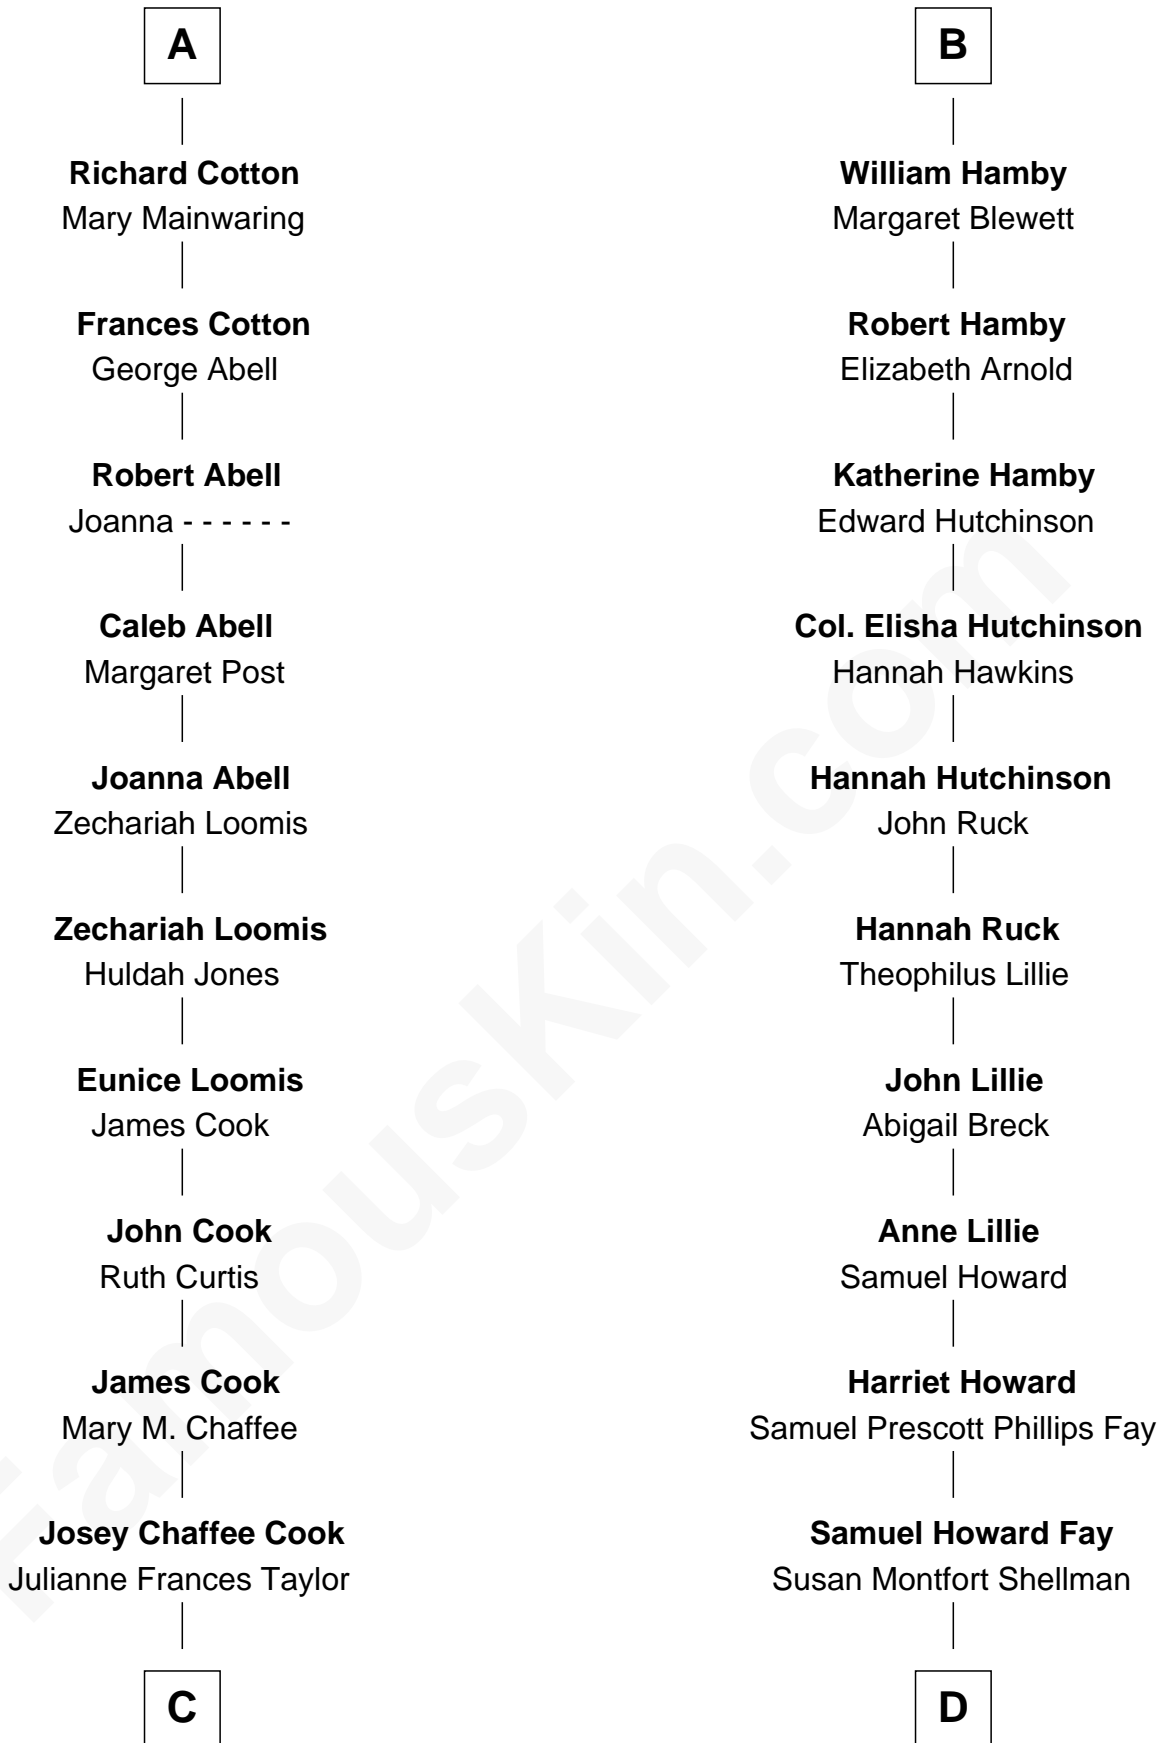 A
Richard Cotton
Mary Mainwaring
Frances Cotton
George Abell
Robert Abell
Joanna - - - - - -
Caleb Abell
Margaret Post
Joanna Abell
Zechariah Loomis
Zechariah Loomis
Huldah Jones
Eunice Loomis
James Cook
John Cook
Ruth Curtis
James Cook
Mary M. Chaffee
Josey Chaffee Cook
Julianne Frances Taylor
C
B
William Hamby
Margaret Blewett
Robert Hamby
Elizabeth Arnold
Katherine Hamby
Edward Hutchinson
Col. Elisha Hutchinson
Hannah Hawkins
Hannah Hutchinson
John Ruck
Hannah Ruck
Theophilus Lillie
John Lillie
Abigail Breck
Anne Lillie
Samuel Howard
Harriet Howard
Samuel Prescott Phillips Fay
Samuel Howard Fay
Susan Montfort Shellman
D
FamousKin.com